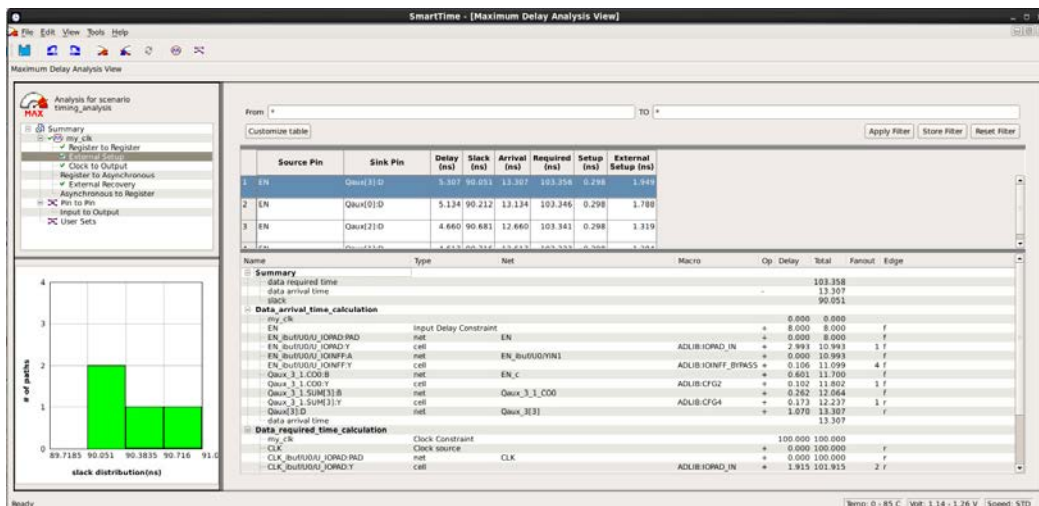 SmartTime - [Maximum Delay Analysis View]
File Edit View Tools Help
Maximum Delay Analysis View
MAX
Analysis for scenario
timing_analysis
Summary
my_clk
Register to Register
External Setup
Clock to Output
Register to Asynchronous
External Recovery
Asynchronous to Register
Pin to Pin
Input to Output
User Sets
From *
TO *
Customize table
Apply Filter Store Filter Reset Filter
Source Pin Sink Pin Delay (ns) Slack (ns) Arrival (ns) Required (ns) Setup (ns) External Setup (ns)
1 EN Qaux[3]:D 5.307 90.051 13.307 103.358 0.298 1.949
2 EN Qaux[0]:D 5.134 90.212 13.134 103.346 0.298 1.788
3 EN Qaux[2]:D 4.660 90.681 12.660 103.341 0.298 1.319
Name Type Net Macro Op Delay Total Fanout Edge
Summary
data required time 103.358
data arrival time - 13.307
slack 90.051
Data_arrival_time_calculation
my_clk 0.000 0.000
EN Input Delay Constraint + 8.000 8.000 f
EN_ibuf/U0/U_IOPAD:PAD net EN + 0.000 8.000 f
EN_ibuf/U0/U_IOPAD:Y cell ADLIB:IOPAD_IN + 2.993 10.993 1 f
EN_ibuf/U0/U_IOINFF:A net EN_ibuf/U0/YIN1 + 0.000 10.993 f
EN_ibuf/U0/U_IOINFF:Y cell ADLIB:IOINFF_BYPASS + 0.106 11.099 4 f
Qaux_3_1.CO0:B net EN_c + 0.601 11.700 f
Qaux_3_1.CO0:Y cell ADLIB:CFG2 + 0.102 11.802 1 f
Qaux_3_1.SUM[3]:B net Qaux_3_1_CO0 + 0.262 12.064 f
Qaux_3_1.SUM[3]:Y cell ADLIB:CFG4 + 0.173 12.237 1 r
Qaux[3]:D net Qaux_3[3] + 1.070 13.307 r
data arrival time 13.307
Data_required_time_calculation
my_clk Clock Constraint 100.000 100.000
CLK Clock source + 0.000 100.000 r
CLK_ibuf/U0/U_IOPAD:PAD net CLK + 0.000 100.000 r
CLK_ibuf/U0/U_IOPAD:Y cell ADLIB:IOPAD_IN + 1.915 101.915 2 r
# of paths
4
3
2
1
0
89.7185 90.051 90.3835 90.716 91.0
slack distribution(ns)
Ready
Temp: 0 - 85 C Volt: 1.14 - 1.26 V Speed: STD